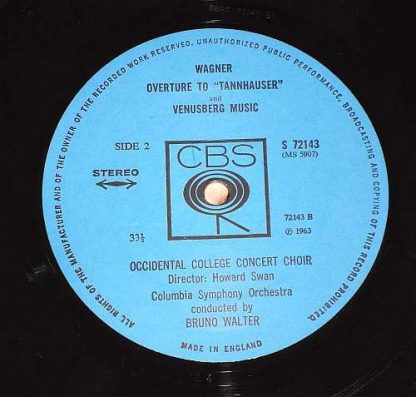 ALL RIGHTS OF THE MANUFACTURER AND OF THE OWNER OF THE RECORDED WORK RESERVED. UNAUTHORIZED PUBLIC PERFORMANCE, BROADCASTING AND COPYING OF THIS RECORD PROHIBITED.
WAGNER
OVERTURE TO "TANNHAUSER"
and
VENUSBERG MUSIC
SIDE 2
CBS
S 72143
(MS 5907)
STEREO
72143 B
33⅓
℗ 1963
OCCIDENTAL COLLEGE CONCERT CHOIR
Director: Howard Swan
Columbia Symphony Orchestra
conducted by
BRUNO WALTER
MADE IN ENGLAND